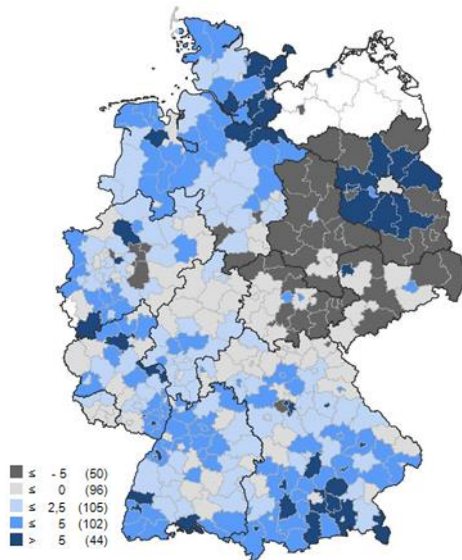 ≤ - 5 (50)
≤ 0 (96)
≤ 2,5 (105)
≤ 5 (102)
> 5 (44)